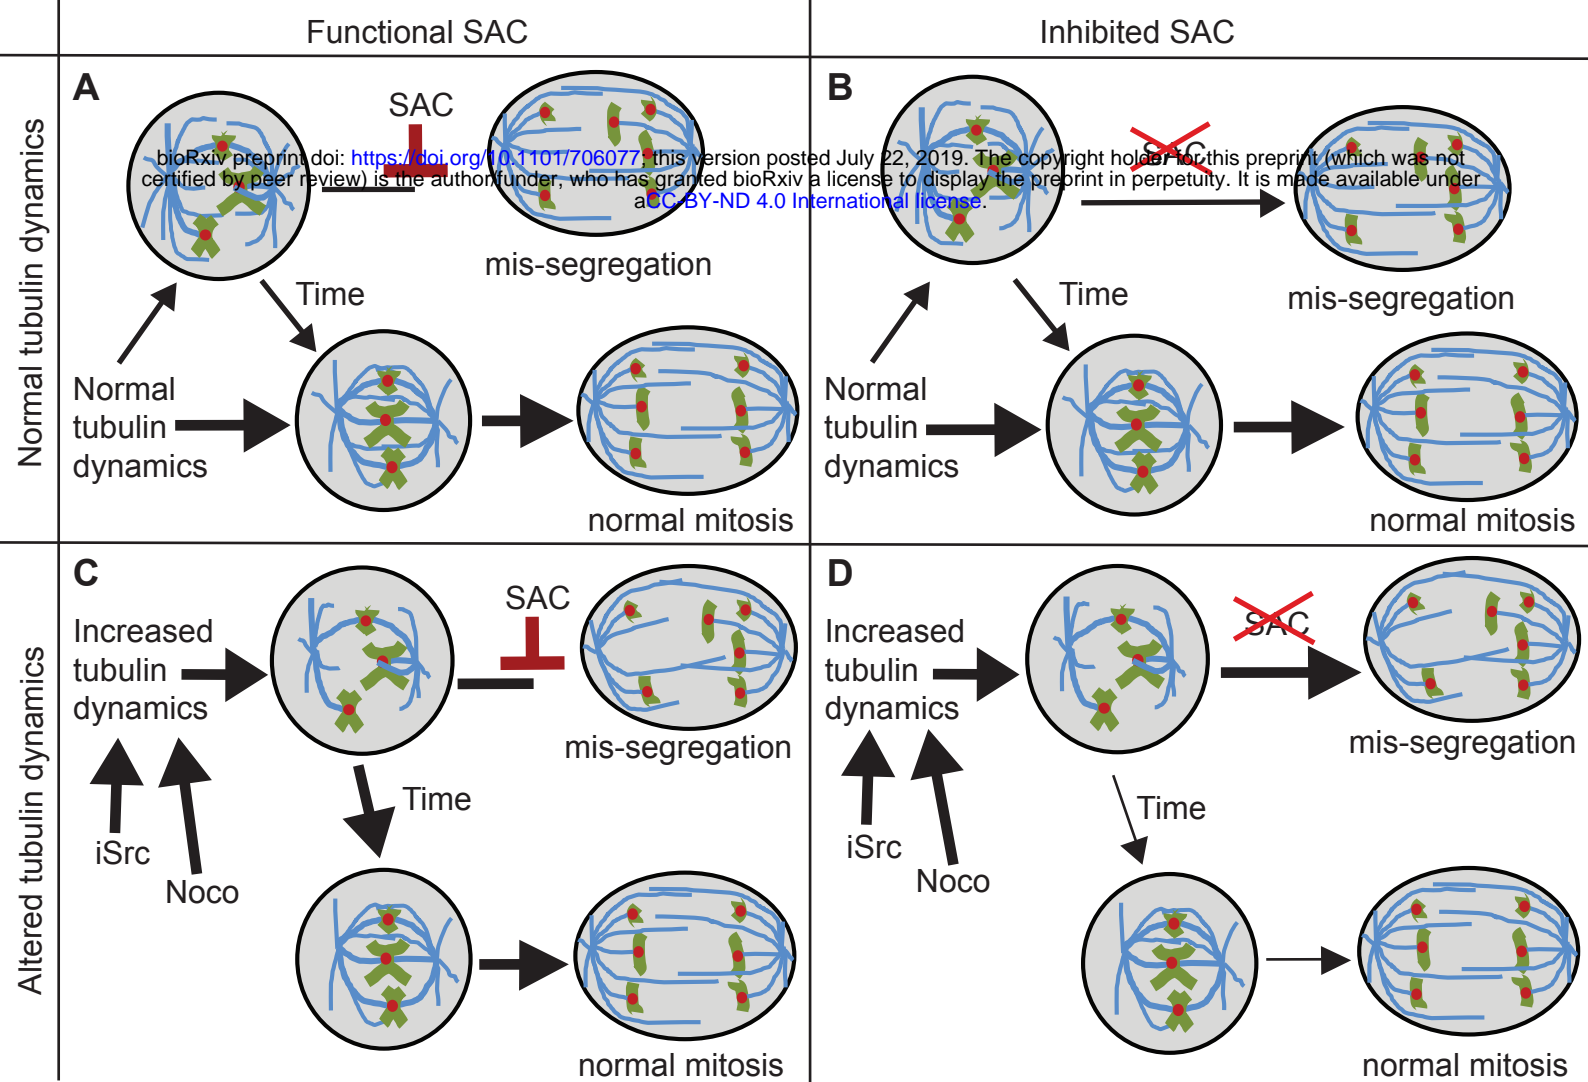 Functional SAC
Inhibited SAC
Normal tubulin dynamics
A
SAC
bioRxiv preprint doi: https://doi.org/10.1101/706077; this version posted July 22, 2019. The copyright holder for this preprint (which was not
certified by peer review) is the author/funder, who has granted bioRxiv a license to display the preprint in perpetuity. It is made available under
aCC-BY-ND 4.0 International license.
mis-segregation
Time
Normal
tubulin
dynamics
normal mitosis
B
SAC
mis-segregation
Time
Normal
tubulin
dynamics
normal mitosis
Altered tubulin dynamics
C
Increased
tubulin
dynamics
SAC
mis-segregation
iSrc
Noco
Time
normal mitosis
D
Increased
tubulin
dynamics
SAC
mis-segregation
iSrc
Noco
Time
normal mitosis